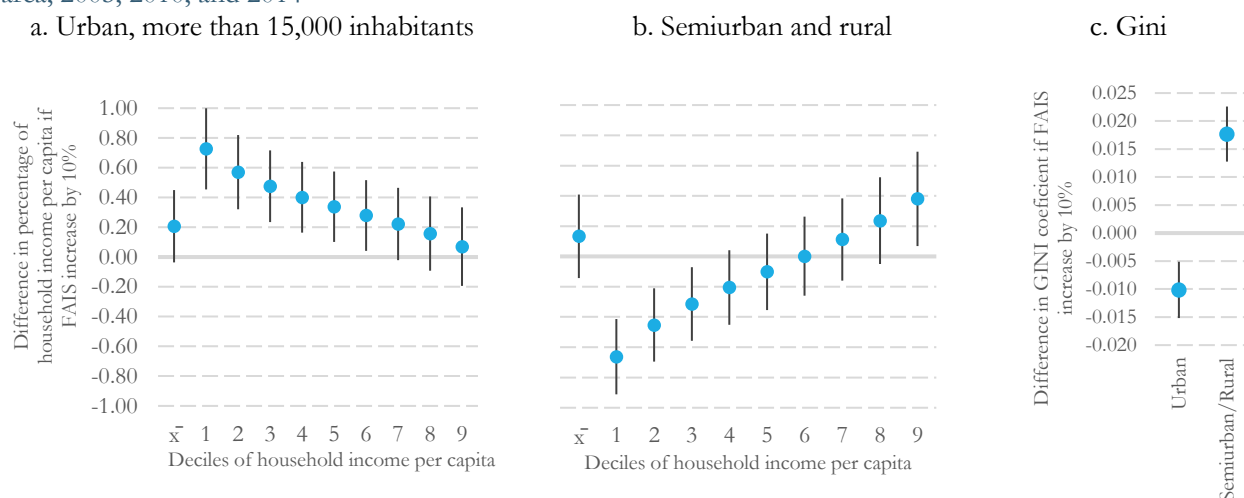 a. Urban, more than 15,000 inhabitants
b. Semiurban and rural
c. Gini
Difference in percentage of
household income per capita if
FAIS increase by 10%
1.00
0.80
0.60
0.40
0.20
0.00
-0.20
-0.40
-0.60
-0.80
-1.00
x̄ 1 2 3 4 5 6 7 8 9
Deciles of household income per capita
x̄ 1 2 3 4 5 6 7 8 9
Deciles of household income per capita
Difference in GINI coeficient if FAIS
increase by 10%
0.025
0.020
0.015
0.010
0.005
0.000
-0.005
-0.010
-0.015
-0.020
Urban
Semiurban/Rural